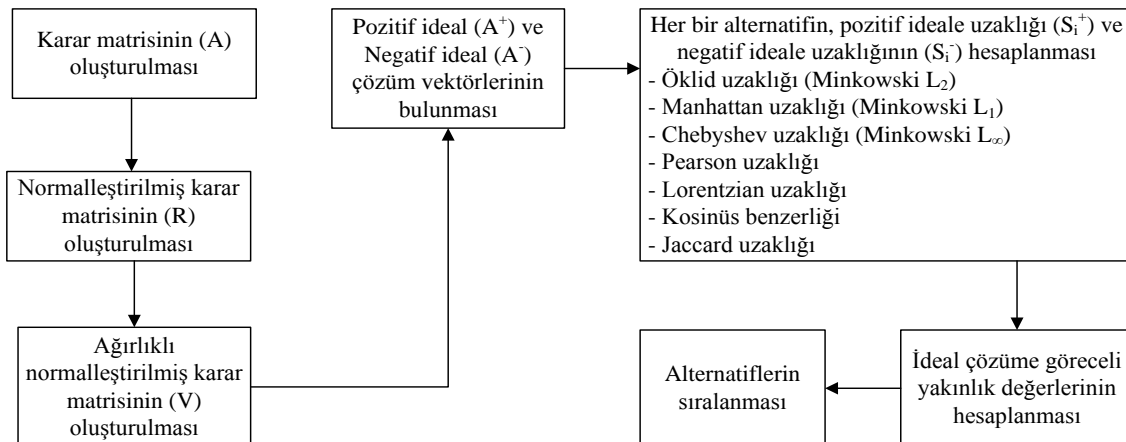 Karar matrisinin (A)
oluşturulması
Normalleştirilmiş karar
matrisinin (R)
oluşturulması
Ağırlıklı
normalleştirilmiş karar
matrisinin (V)
oluşturulması
Pozitif ideal (A⁺) ve
Negatif ideal (A⁻)
çözüm vektörlerinin
bulunması
Her bir alternatifin, pozitif ideale uzaklığı (Sᵢ⁺) ve
negatif ideale uzaklığının (Sᵢ⁻) hesaplanması
- Öklid uzaklığı (Minkowski L₂)
- Manhattan uzaklığı (Minkowski L₁)
- Chebyshev uzaklığı (Minkowski L∞)
- Pearson uzaklığı
- Lorentzian uzaklığı
- Kosinüs benzerliği
- Jaccard uzaklığı
İdeal çözüme göreceli
yakınlık değerlerinin
hesaplanması
Alternatiflerin
sıralanması